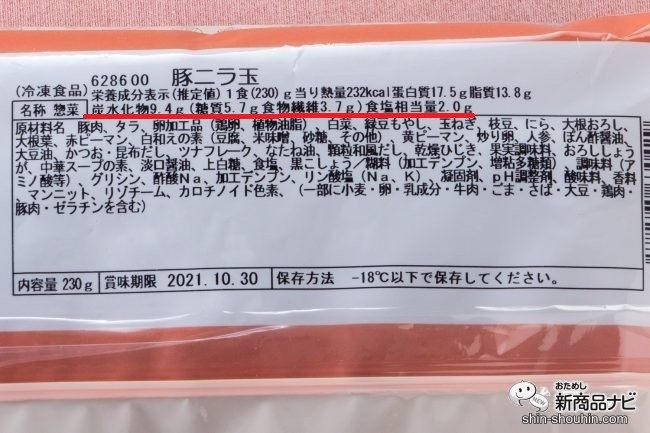 (冷凍食品) 628600 豚ニラ玉
栄養成分表示(推定値)1食(230)g当り熱量232kcal蛋白質17.5g脂質13.8g
名称 惣菜 炭水化物9.4g(糖質5.7g食物繊維3.7g)食塩相当量2.0g
原材料名 豚肉、タラ、卵加工品(鶏卵、植物油脂) 白菜、緑豆もやし、玉ねぎ、枝豆、にら、大根おろし、
大根葉、赤ピーマン、白和えの素(豆腐、米味噌、砂糖、その他) 黄ピーマン、炒り卵、人参、ぽん酢醤油、
大豆油、かつお・昆布だし、ツナフレーク、なたね油、顆粒和風だし、乾燥ひじき、果実調味料、おろししょう
が、中華スープの素、淡口醤油、上白糖、食塩、黒こしょう/糊料(加工デンプン、増粘多糖類) 調味料(ア
ミノ酸等)、グリシン、酢酸Na、加工デンプン、リン酸塩(Na、K)、凝固剤、pH調整剤、酸味料、香料
、マンニット、リゾチーム、カロチノイド色素、(一部に小麦・卵・乳成分・牛肉・ごま・さば・大豆・鶏肉・
豚肉・ゼラチンを含む)
内容量 230g 賞味期限 2021.10.30 保存方法 -18℃以下で保存してください。
おためし
新商品ナビ
NEW!
shin-shouhin.com